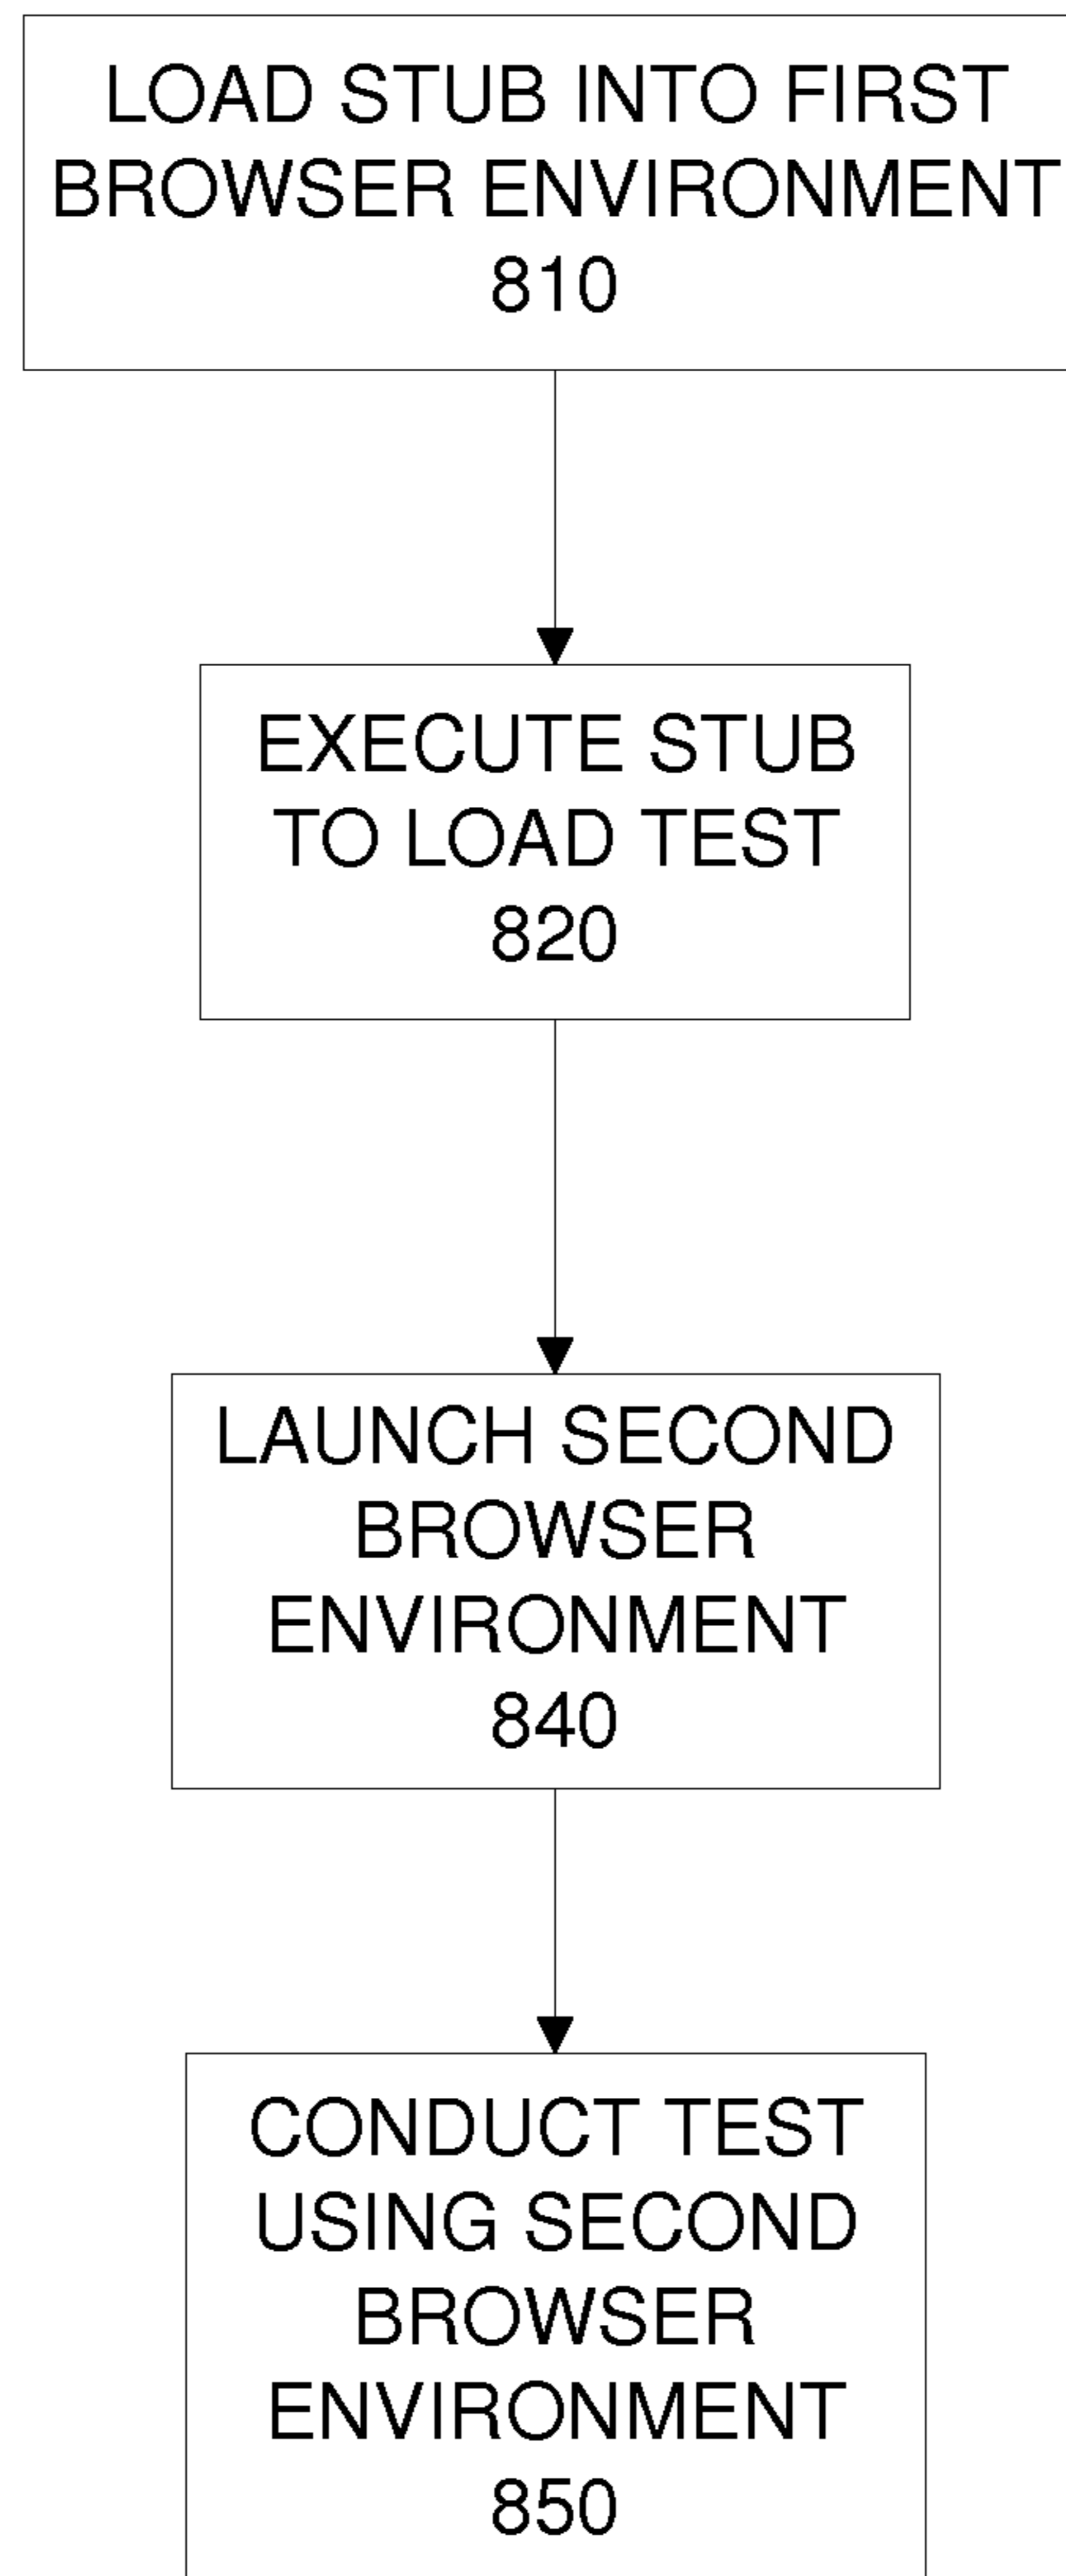 LOAD STUB INTO FIRST
BROWSER ENVIRONMENT
810
EXECUTE STUB
TO LOAD TEST
820
LAUNCH SECOND
BROWSER
ENVIRONMENT
840
CONDUCT TEST
USING SECOND
BROWSER
ENVIRONMENT
850